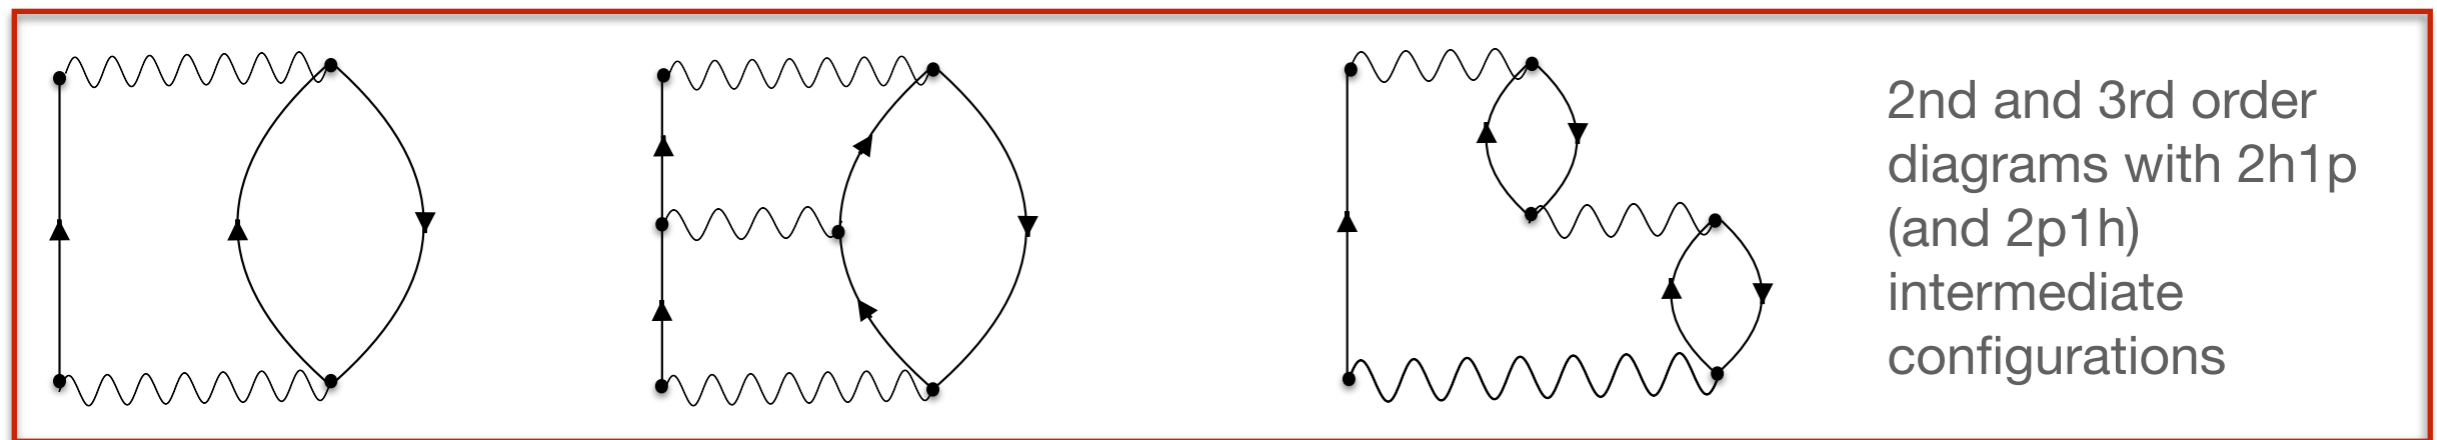 2nd and 3rd order
diagrams with 2h1p
(and 2p1h)
intermediate
configurations